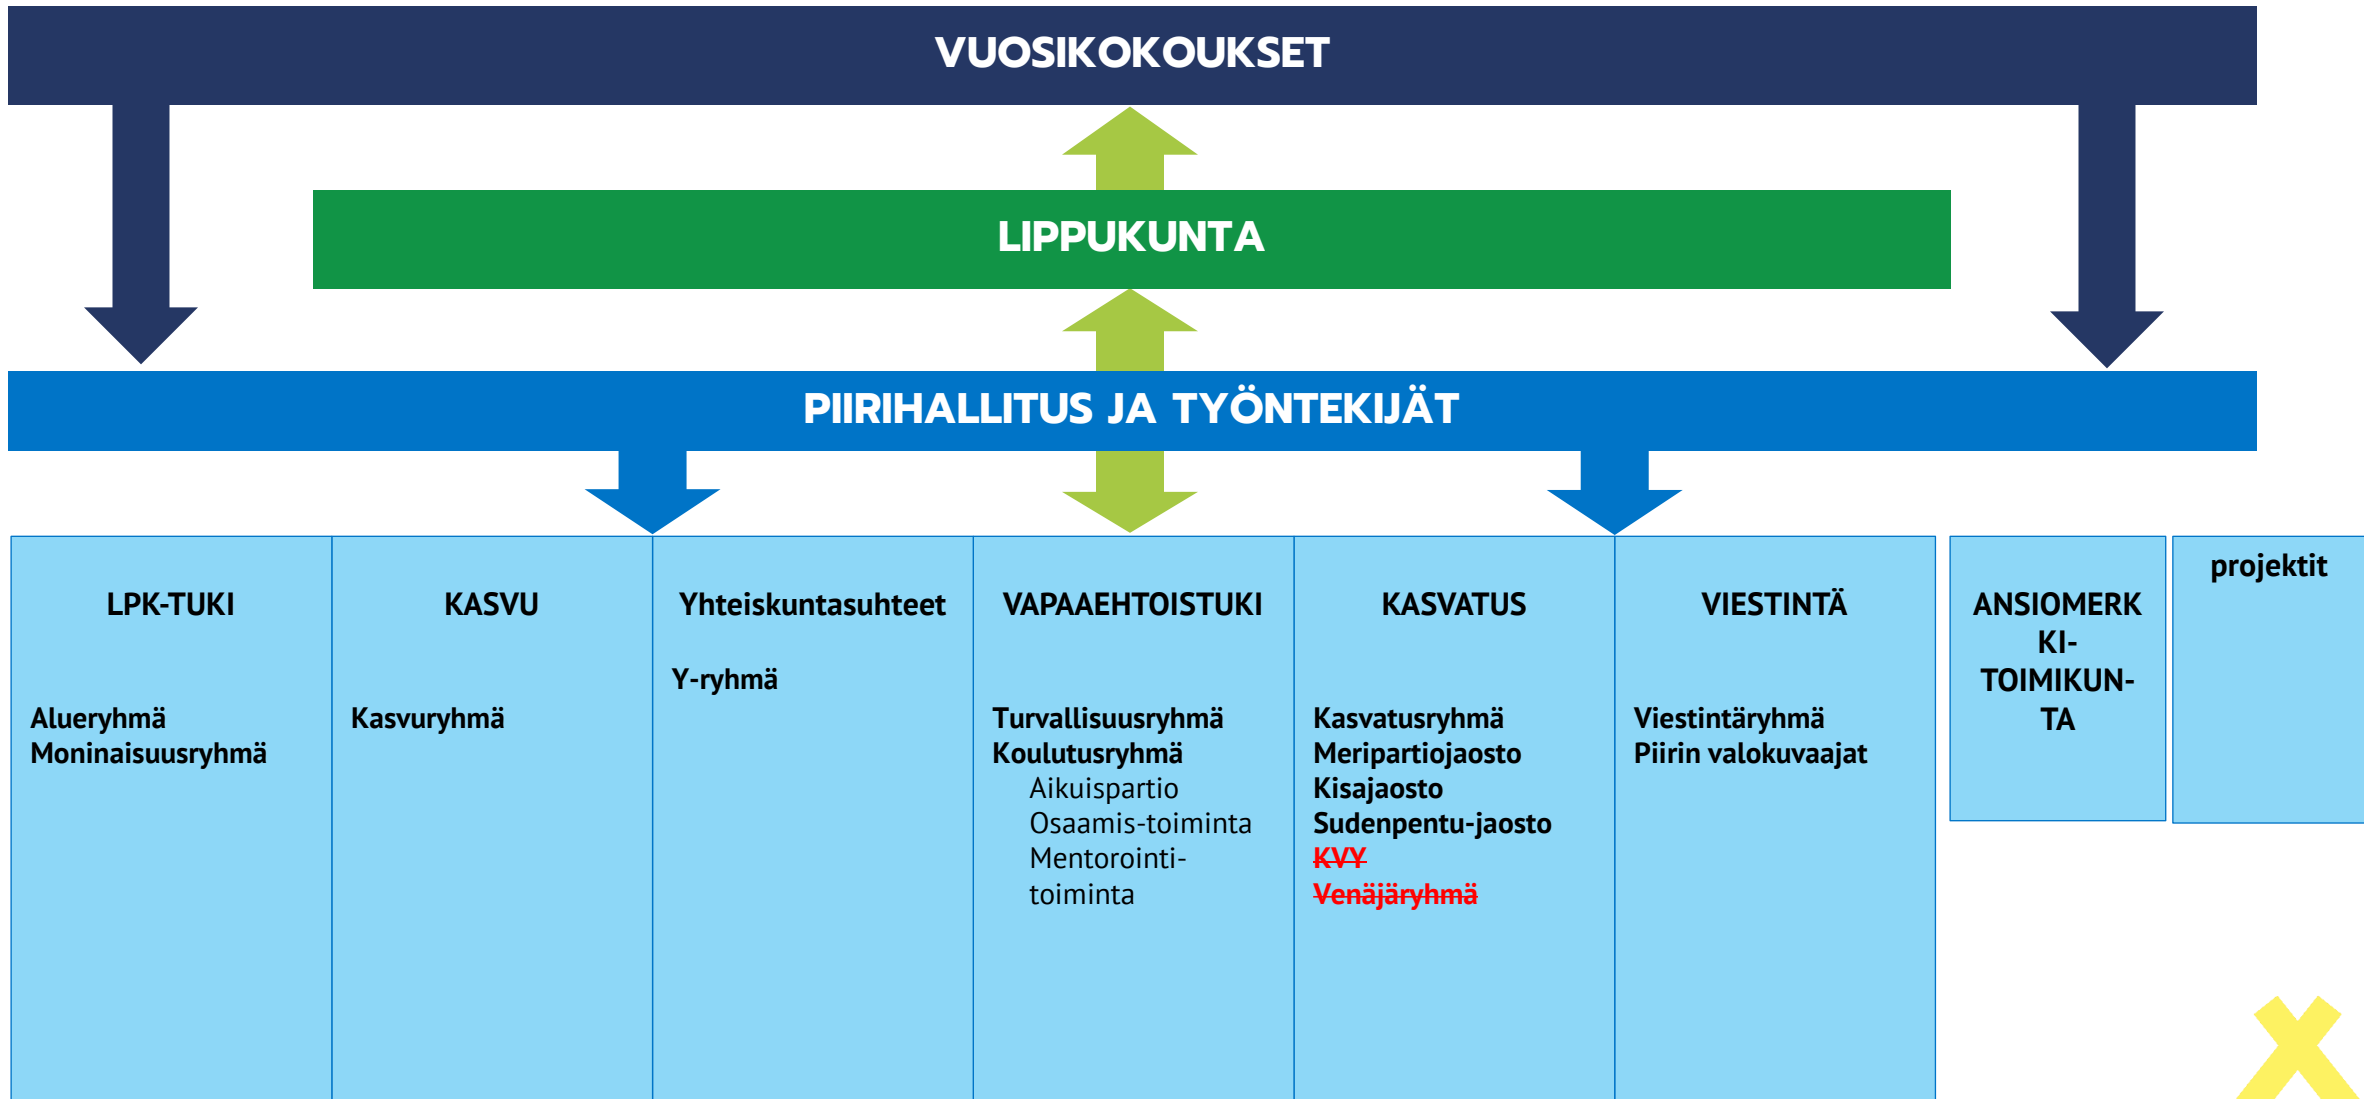 VUOSIKOKOUKSET
LIPPUKUNTA
PIIRIHALLITUS JA TYÖNTEKIJÄT
LPK-TUKI
Alueryhmä
Moninaisuusryhmä
KASVU
Kasvuryhmä
Yhteiskuntasuhteet
Y-ryhmä
VAPAAEHTOISTUKI
Turvallisuusryhmä
Koulutusryhmä
Aikuispartio
Osaamis-toiminta
Mentorointi-
toiminta
KASVATUS
Kasvatusryhmä
Meripartiojaosto
Kisajaosto
Sudenpentu-jaosto
KVY
Venäjäryhmä
VIESTINTÄ
Viestintäryhmä
Piirin valokuvaajat
ANSIOMERK
KI-
TOIMIKUN-
TA
projektit